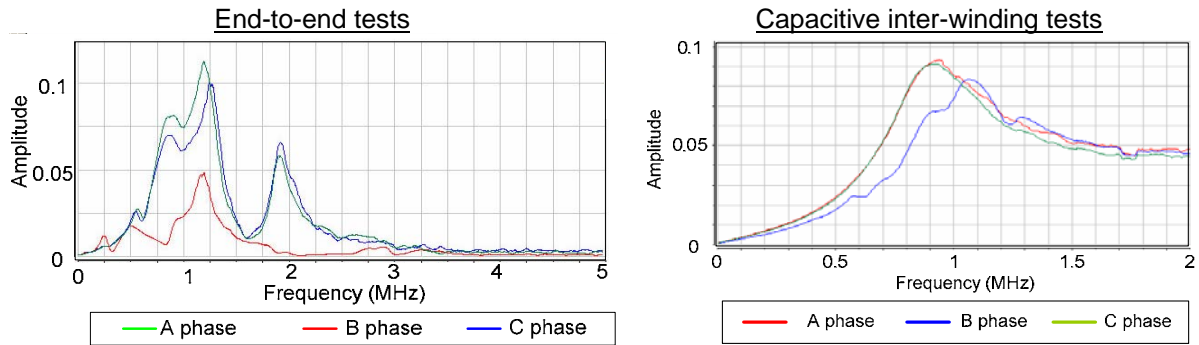 End-to-end tests
0.1
0.05
0
Amplitude
0 1 2 3 4 5
Frequency (MHz)
A phase B phase C phase
Capacitive inter-winding tests
0.1
0.05
0
Amplitude
0 0.5 1 1.5 2
Frequency (MHz)
A phase B phase C phase